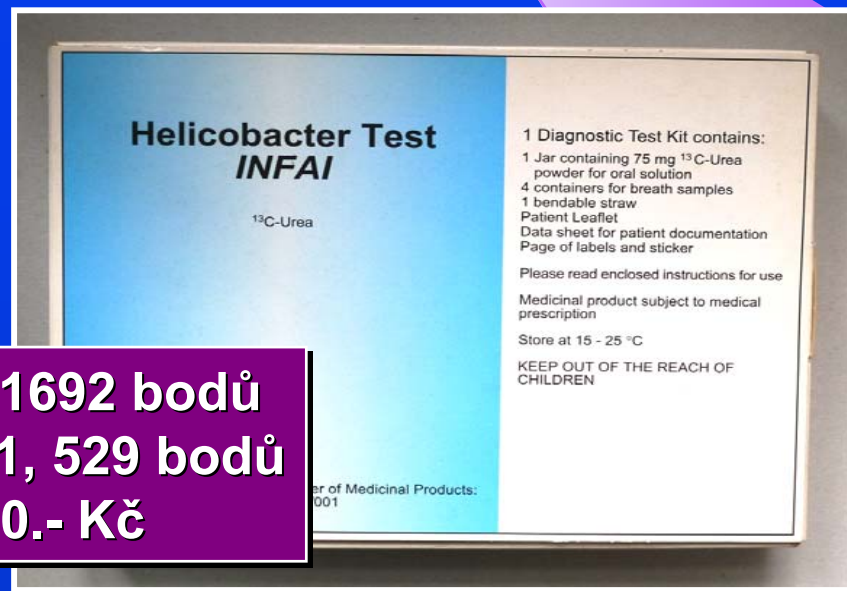 Helicobacter Test
INFAI
¹³C-Urea
1 Diagnostic Test Kit contains:
1 Jar containing 75 mg ¹³C-Urea
powder for oral solution
4 containers for breath samples
1 bendable straw
Patient Leaflet
Data sheet for patient documentation
Page of labels and sticker
Please read enclosed instructions for use
Medicinal product subject to medical
prescription
Store at 15 - 25 °C
KEEP OUT OF THE REACH OF
CHILDREN
of Medicinal Products:
1692 bodů
1, 529 bodů
0.- Kč